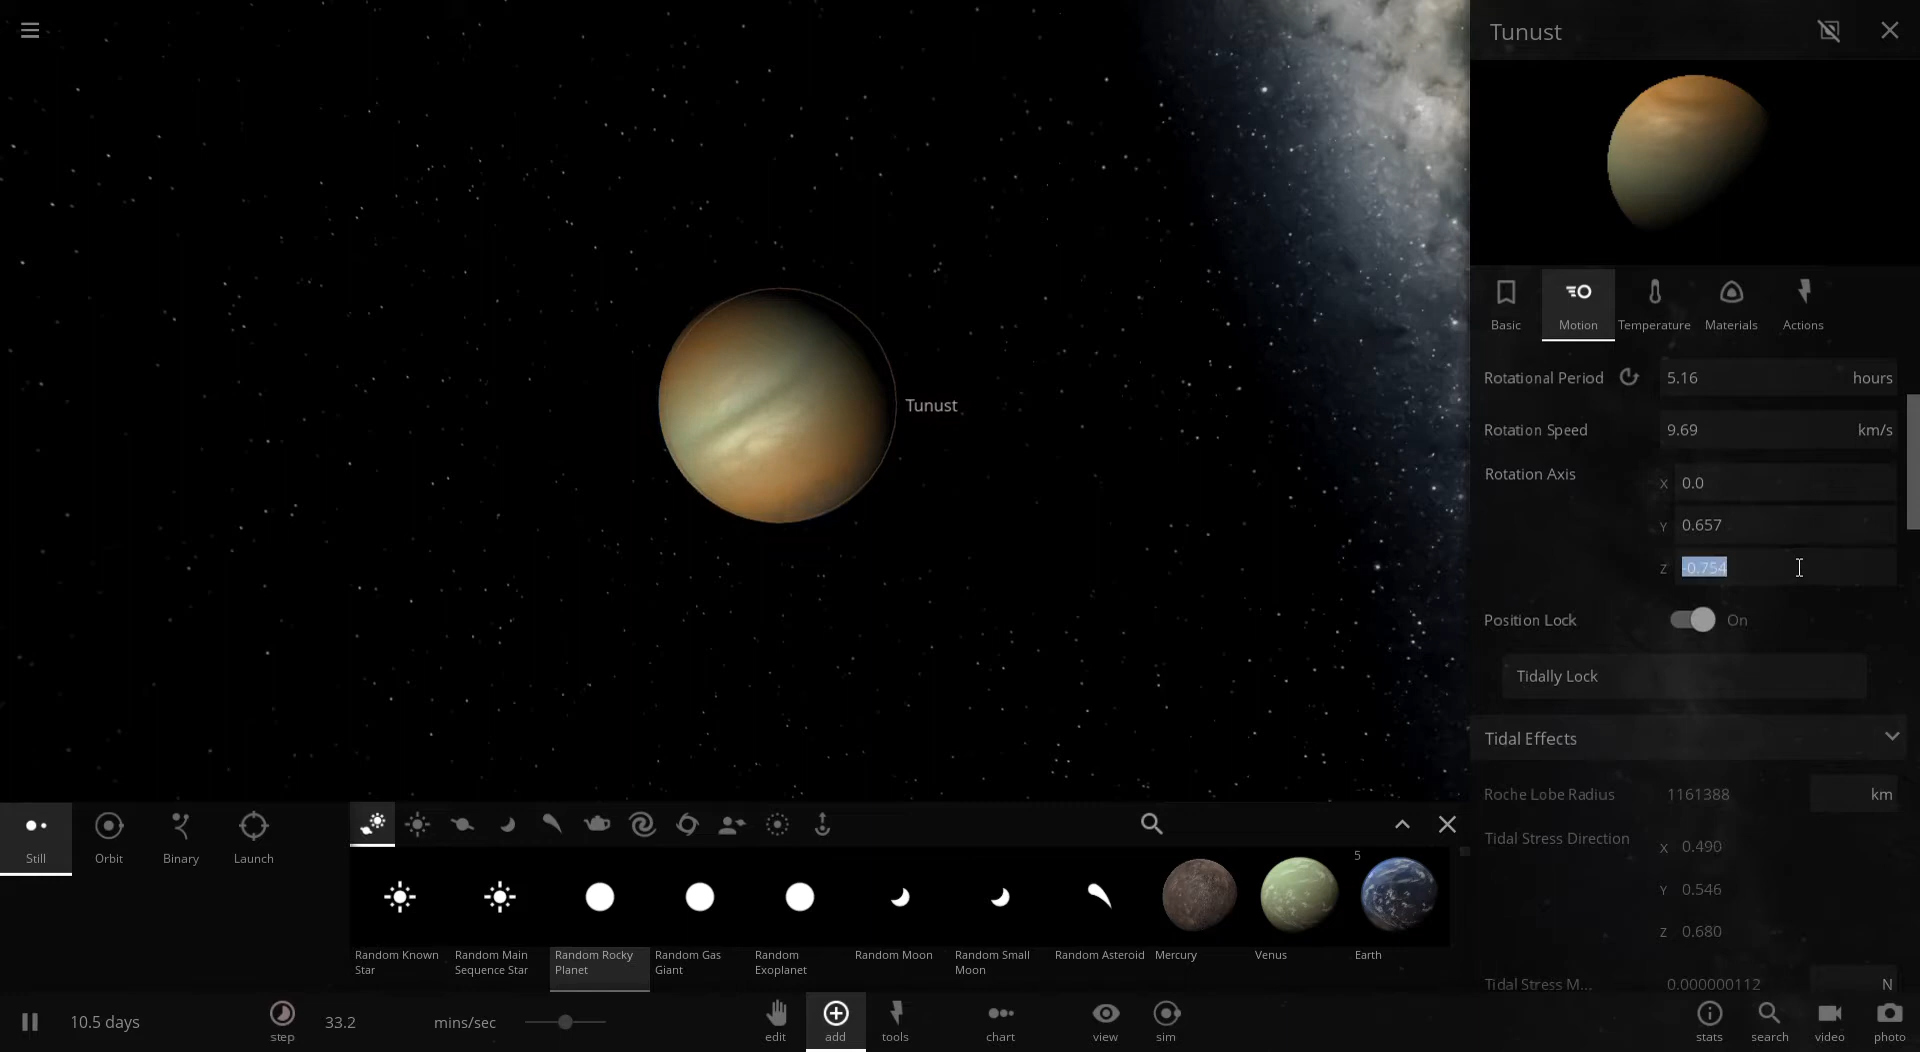 Tunust
Basic
Motion
Temperature
Materials
Actions
Rotational Period 5.16 hours
Rotation Speed 9.69 km/s
Rotation Axis
X 0.0
Y 0.657
Z -0.754
Position Lock On
Tidally Lock
Tidal Effects
Roche Lobe Radius 1161388 km
Tidal Stress Direction
X 0.490
Y 0.546
Z 0.680
Tidal Stress M... 0.000000112 N
Tunust
Still
Orbit
Binary
Launch
5
Random Known
Star
Random Main
Sequence Star
Random Rocky
Planet
Random Gas
Giant
Random
Exoplanet
Random Moon
Random Small
Moon
Random Asteroid
Mercury
Venus
Earth
10.5 days
step
33.2 mins/sec
edit
add
tools
chart
view
sim
stats
search
video
photo